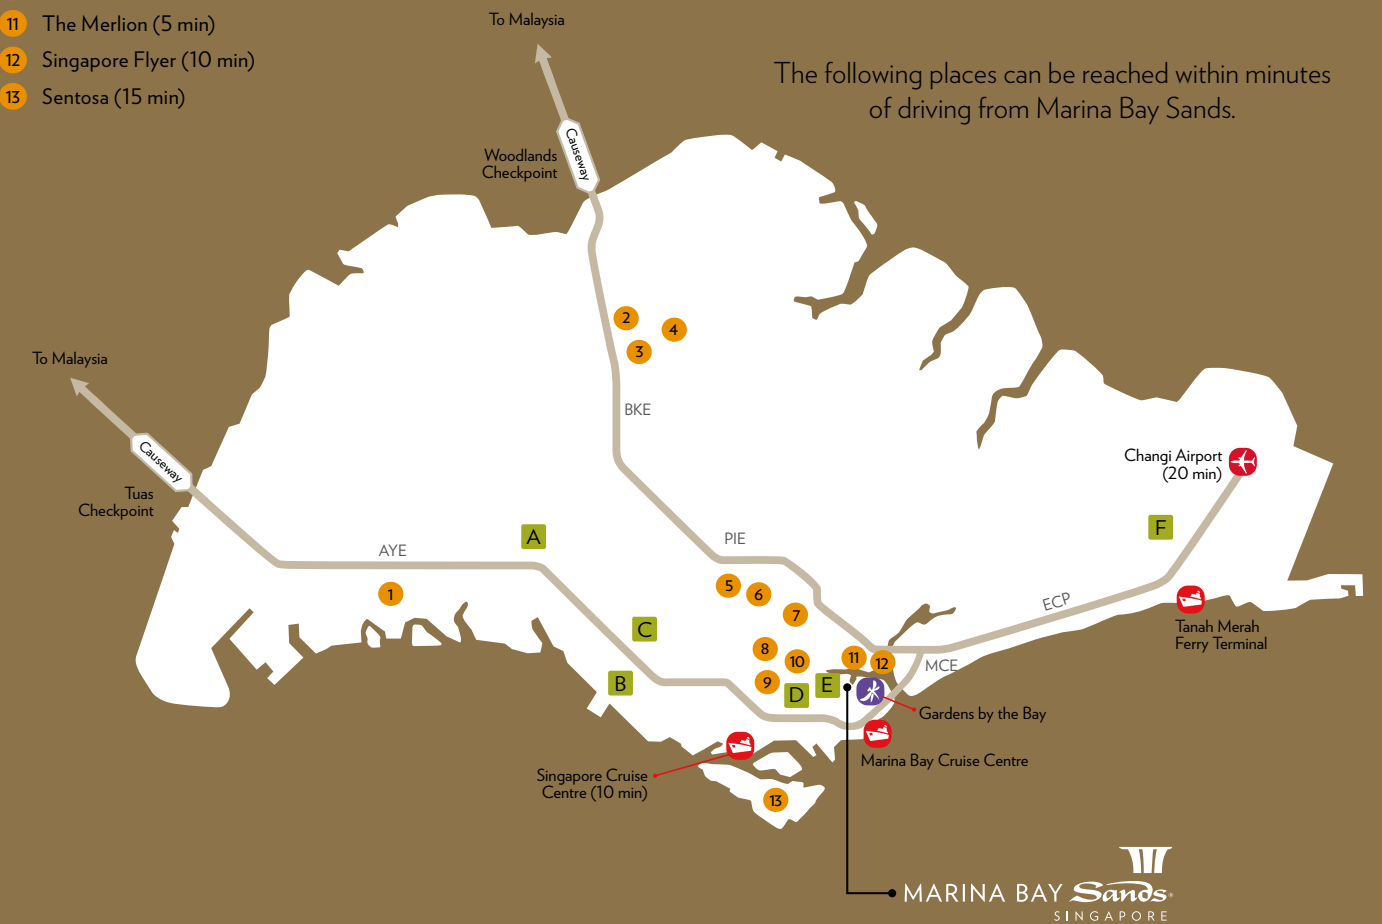 11 The Merlion (5 min)
12 Singapore Flyer (10 min)
13 Sentosa (15 min)
To Malaysia
The following places can be reached within minutes
of driving from Marina Bay Sands.
Causeway
Woodlands
Checkpoint
2
4
3
To Malaysia
BKE
Causeway
Tuas
Checkpoint
Changi Airport
(20 min)
F
A
AYE
PIE
1
5
6
7
ECP
C
8
10
11
12
Tanah Merah
Ferry Terminal
MCE
B
9
D
E
Gardens by the Bay
Marina Bay Cruise Centre
Singapore Cruise
Centre (10 min)
13
MARINA BAY Sands
SINGAPORE